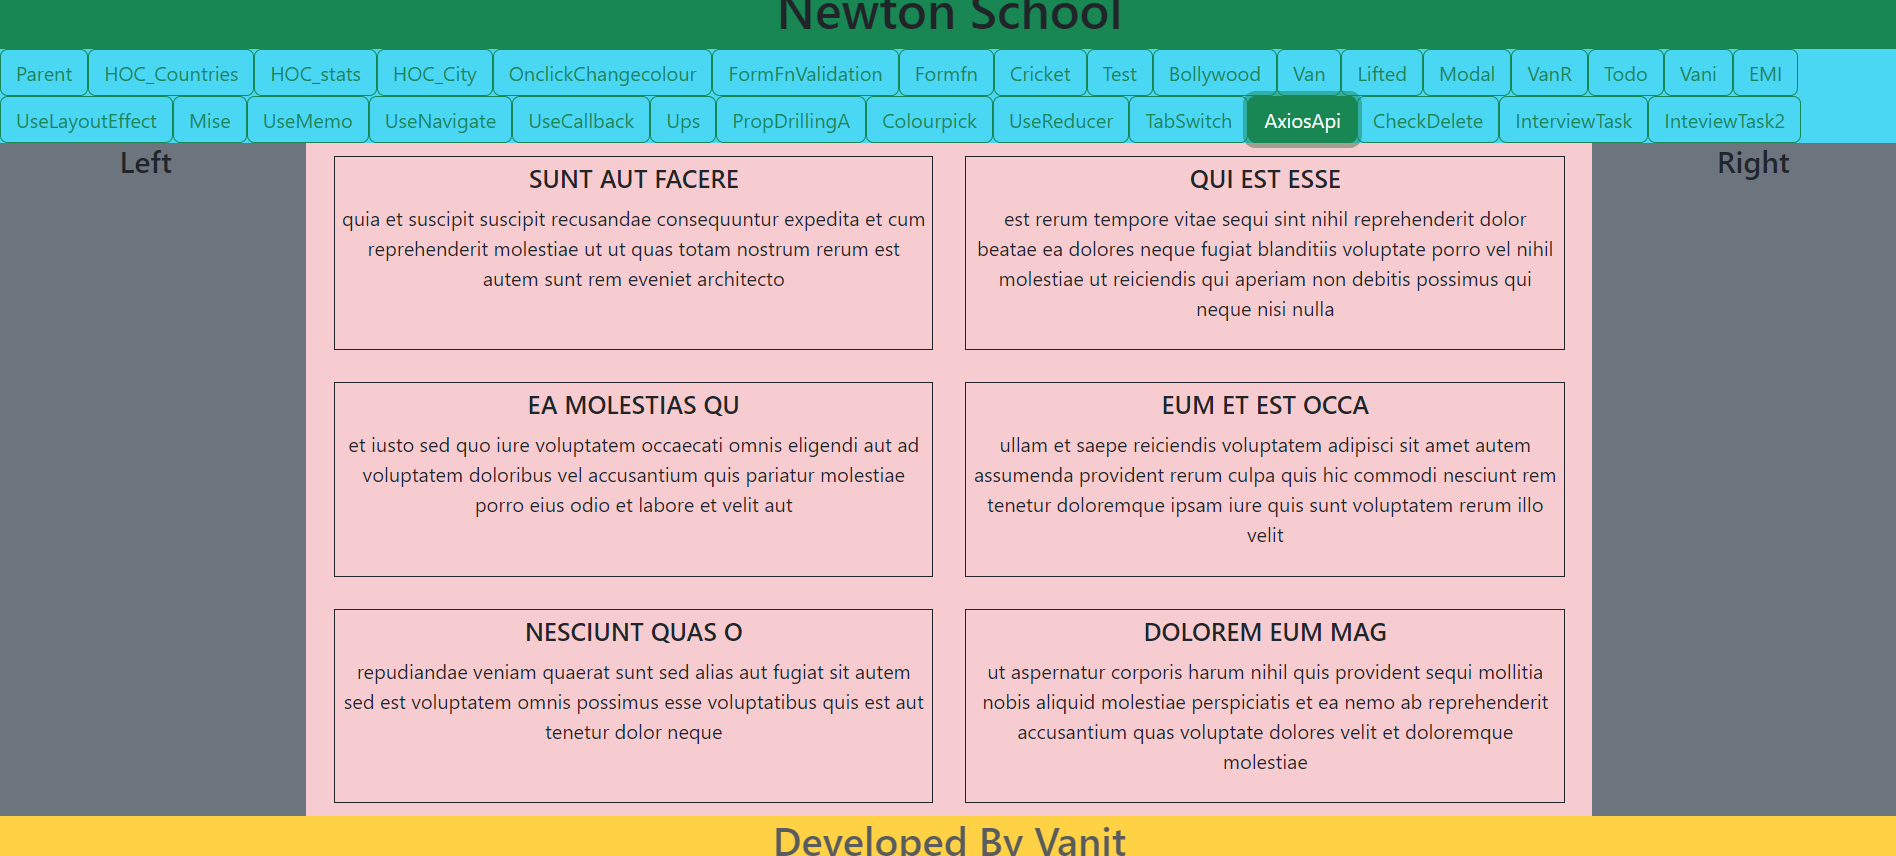 Newton School
Parent HOC_Countries HOC_stats HOC_City OnclickChangecolour FormFnValidation Formfn Cricket Test Bollywood Van Lifted Modal VanR Todo Vani EMI
UseLayoutEffect Mise UseMemo UseNavigate UseCallback Ups PropDrillingA Colourpick UseReducer TabSwitch AxiosApi CheckDelete InterviewTask InteviewTask2
Left
SUNT AUT FACERE
quia et suscipit suscipit recusandae consequuntur expedita et cum
reprehenderit molestiae ut ut quas totam nostrum rerum est
autem sunt rem eveniet architecto
QUI EST ESSE
est rerum tempore vitae sequi sint nihil reprehenderit dolor
beatae ea dolores neque fugiat blanditiis voluptate porro vel nihil
molestiae ut reiciendis qui aperiam non debitis possimus qui
neque nisi nulla
EA MOLESTIAS QU
et iusto sed quo iure voluptatem occaecati omnis eligendi aut ad
voluptatem doloribus vel accusantium quis pariatur molestiae
porro eius odio et labore et velit aut
EUM ET EST OCCA
ullam et saepe reiciendis voluptatem adipisci sit amet autem
assumenda provident rerum culpa quis hic commodi nesciunt rem
tenetur doloremque ipsam iure quis sunt voluptatem rerum illo
velit
NESCIUNT QUAS O
repudiandae veniam quaerat sunt sed alias aut fugiat sit autem
sed est voluptatem omnis possimus esse voluptatibus quis est aut
tenetur dolor neque
DOLOREM EUM MAG
ut aspernatur corporis harum nihil quis provident sequi mollitia
nobis aliquid molestiae perspiciatis et ea nemo ab reprehenderit
accusantium quas voluptate dolores velit et doloremque
molestiae
Right
Developed By Vanit